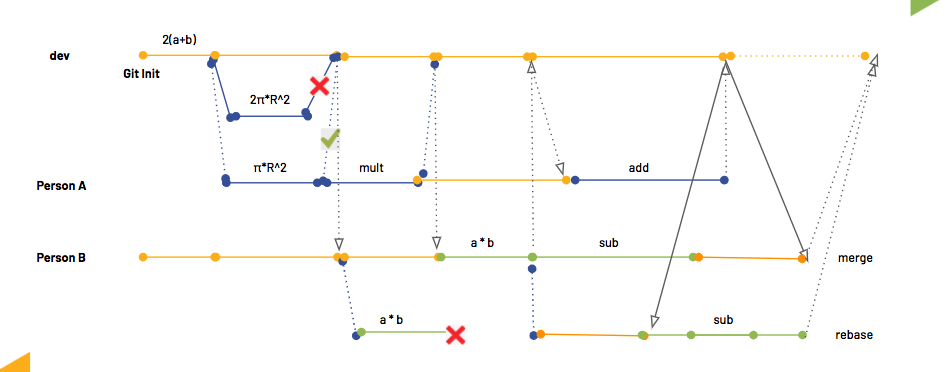 2(a+b)
dev
Git Init
2π*R^2
π*R^2
mult
add
Person A
a * b
sub
Person B
merge
a * b
sub
rebase